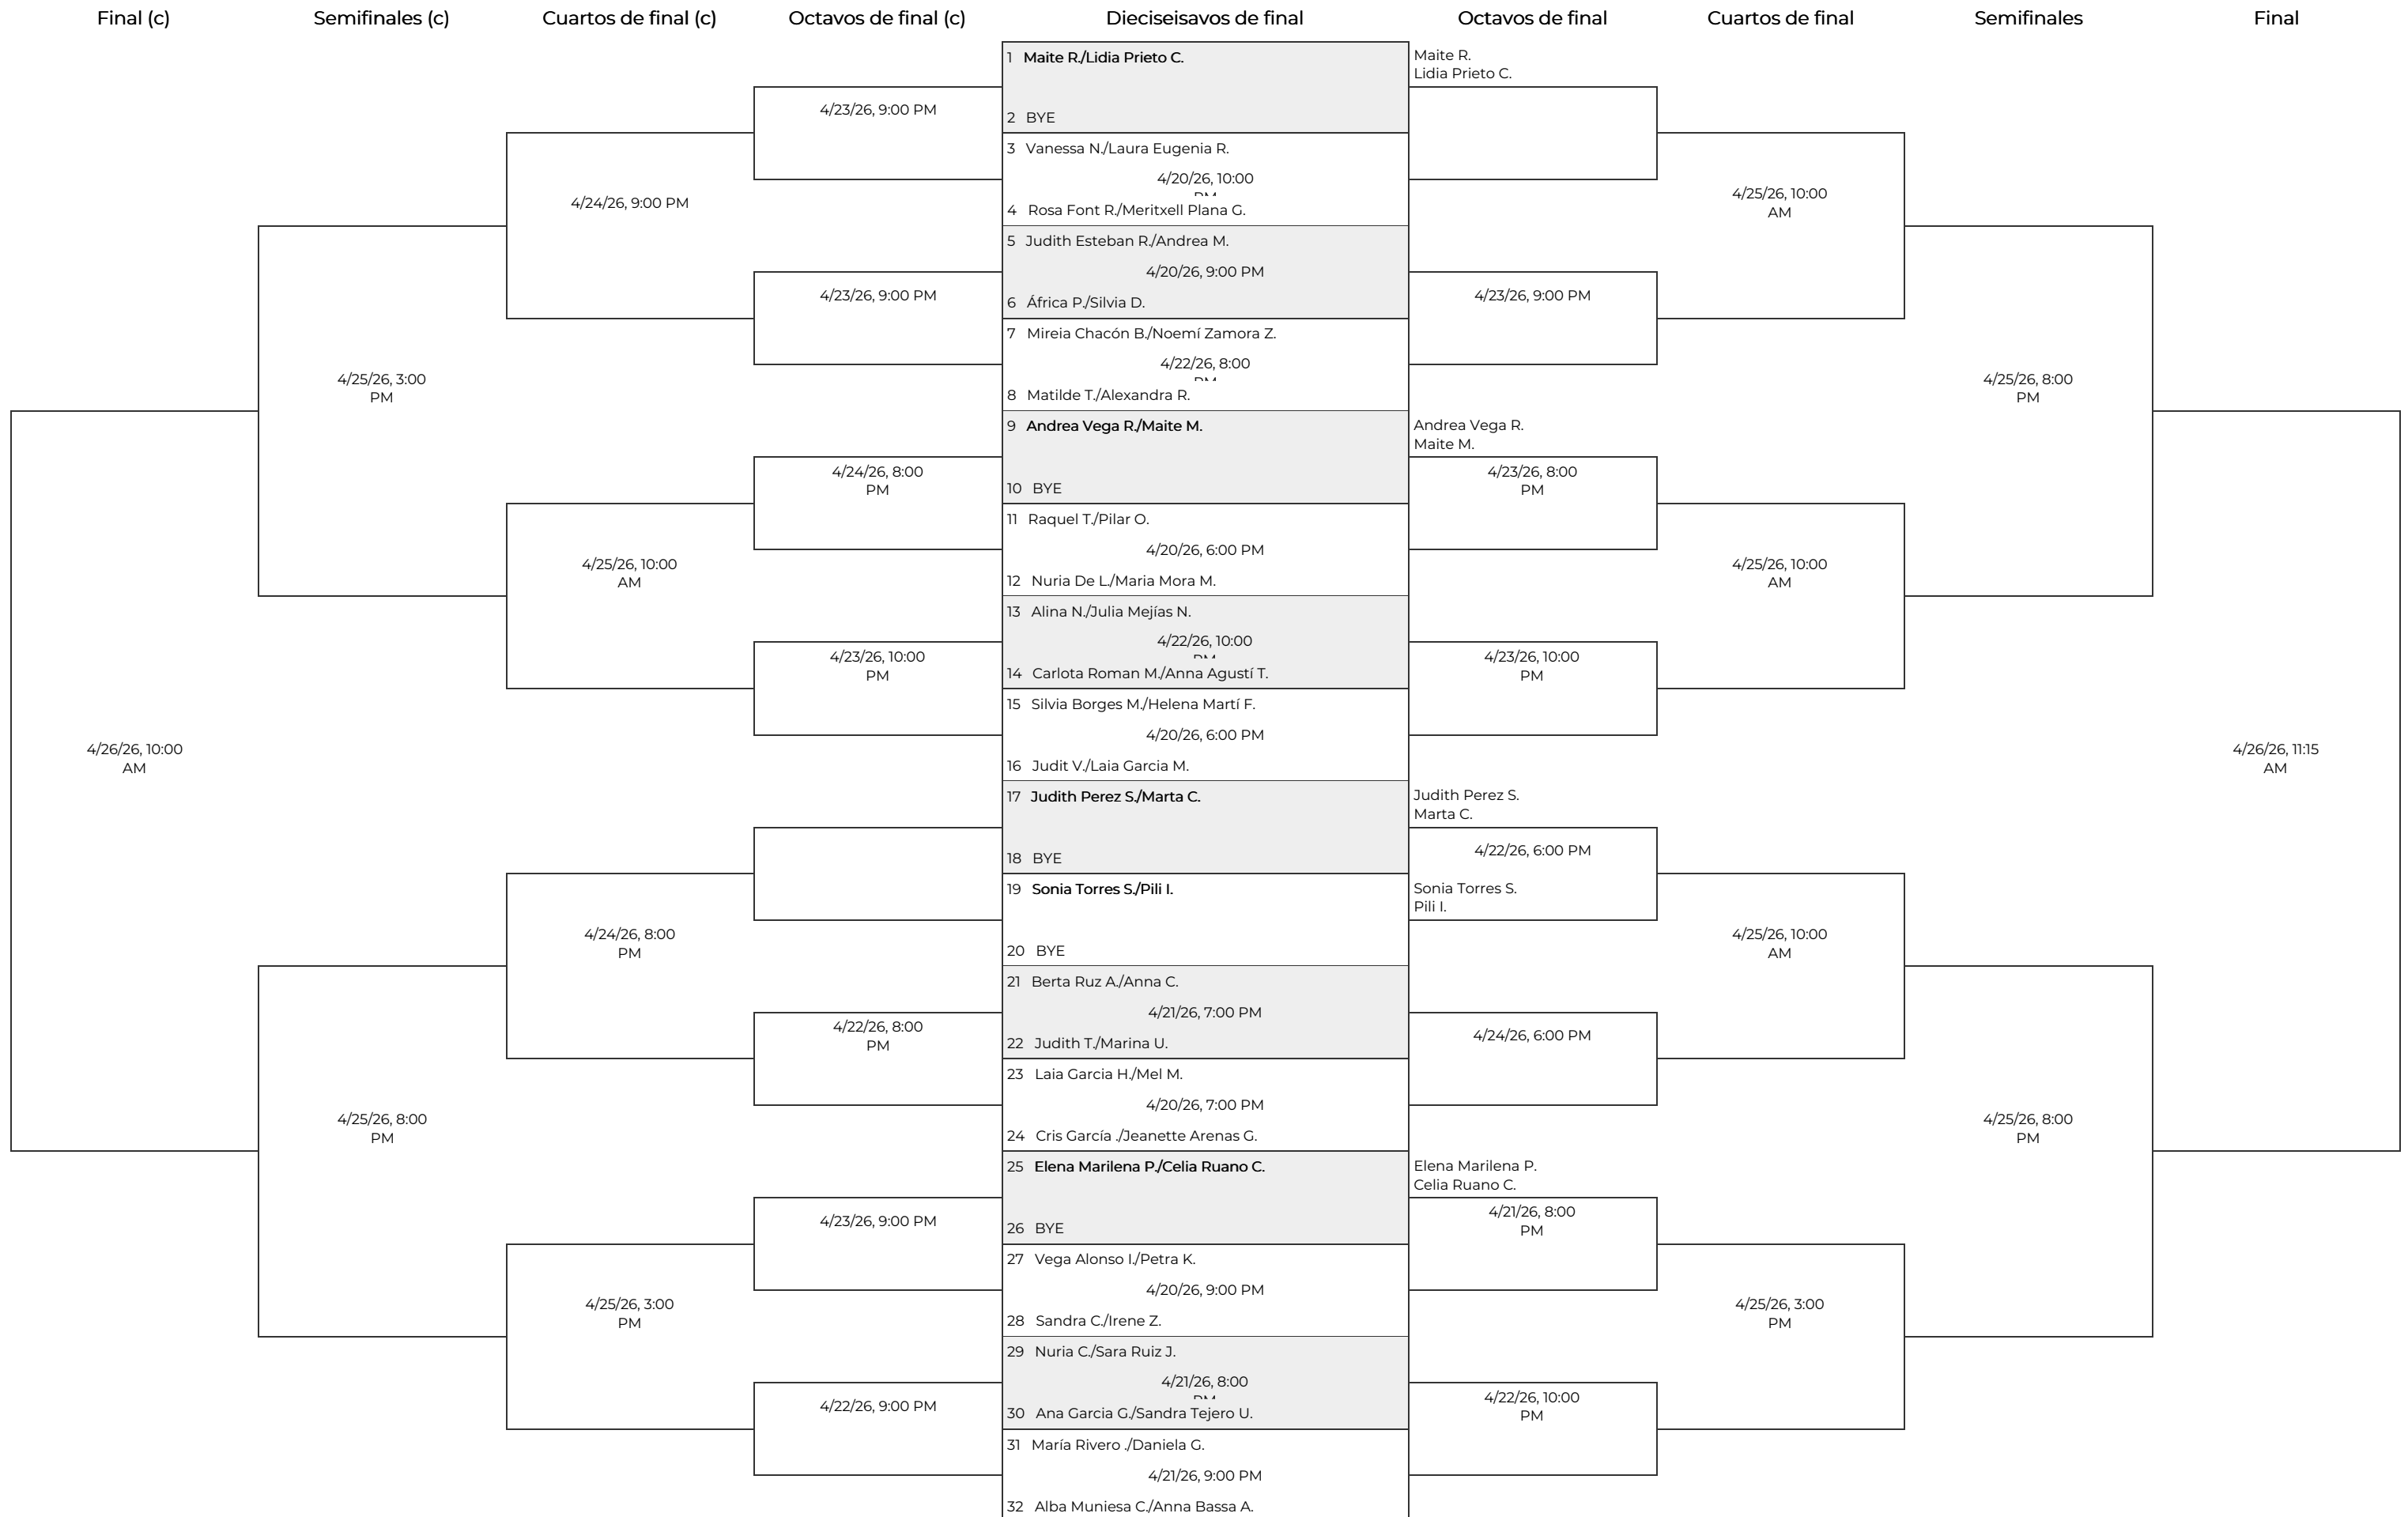 Final (c)
Semifinales (c)
Cuartos de final (c)
Octavos de final (c)
Dieciseisavos de final
Octavos de final
Cuartos de final
Semifinales
Final
4/26/26, 10:00
AM
4/25/26, 3:00
PM
4/25/26, 8:00
PM
4/24/26, 9:00 PM
4/25/26, 10:00
AM
4/24/26, 8:00
PM
4/25/26, 3:00
PM
4/23/26, 9:00 PM
4/23/26, 9:00 PM
4/24/26, 8:00
PM
4/23/26, 10:00
PM
4/22/26, 8:00
PM
4/23/26, 9:00 PM
4/22/26, 9:00 PM
1 Maite R./Lidia Prieto C.
2 BYE
3 Vanessa N./Laura Eugenia R.
4/20/26, 10:00
PM
4 Rosa Font R./Meritxell Plana G.
5 Judith Esteban R./Andrea M.
4/20/26, 9:00 PM
6 África P./Silvia D.
7 Mireia Chacón B./Noemí Zamora Z.
4/22/26, 8:00
PM
8 Matilde T./Alexandra R.
9 Andrea Vega R./Maite M.
10 BYE
11 Raquel T./Pilar O.
4/20/26, 6:00 PM
12 Nuria De L./Maria Mora M.
13 Alina N./Julia Mejías N.
4/22/26, 10:00
PM
14 Carlota Roman M./Anna Agustí T.
15 Silvia Borges M./Helena Martí F.
4/20/26, 6:00 PM
16 Judit V./Laia Garcia M.
17 Judith Perez S./Marta C.
18 BYE
19 Sonia Torres S./Pili I.
20 BYE
21 Berta Ruz A./Anna C.
4/21/26, 7:00 PM
22 Judith T./Marina U.
23 Laia Garcia H./Mel M.
4/20/26, 7:00 PM
24 Cris García ./Jeanette Arenas G.
25 Elena Marilena P./Celia Ruano C.
26 BYE
27 Vega Alonso I./Petra K.
4/20/26, 9:00 PM
28 Sandra C./Irene Z.
29 Nuria C./Sara Ruiz J.
4/21/26, 8:00
PM
30 Ana Garcia G./Sandra Tejero U.
31 María Rivero ./Daniela G.
4/21/26, 9:00 PM
32 Alba Muniesa C./Anna Bassa A.
Maite R.
Lidia Prieto C.
4/23/26, 9:00 PM
Andrea Vega R.
Maite M.
4/23/26, 8:00
PM
4/23/26, 10:00
PM
Judith Perez S.
Marta C.
4/22/26, 6:00 PM
Sonia Torres S.
Pili I.
4/24/26, 6:00 PM
Elena Marilena P.
Celia Ruano C.
4/21/26, 8:00
PM
4/22/26, 10:00
PM
4/25/26, 10:00
AM
4/25/26, 10:00
AM
4/25/26, 10:00
AM
4/25/26, 3:00
PM
4/25/26, 8:00
PM
4/25/26, 8:00
PM
4/26/26, 11:15
AM